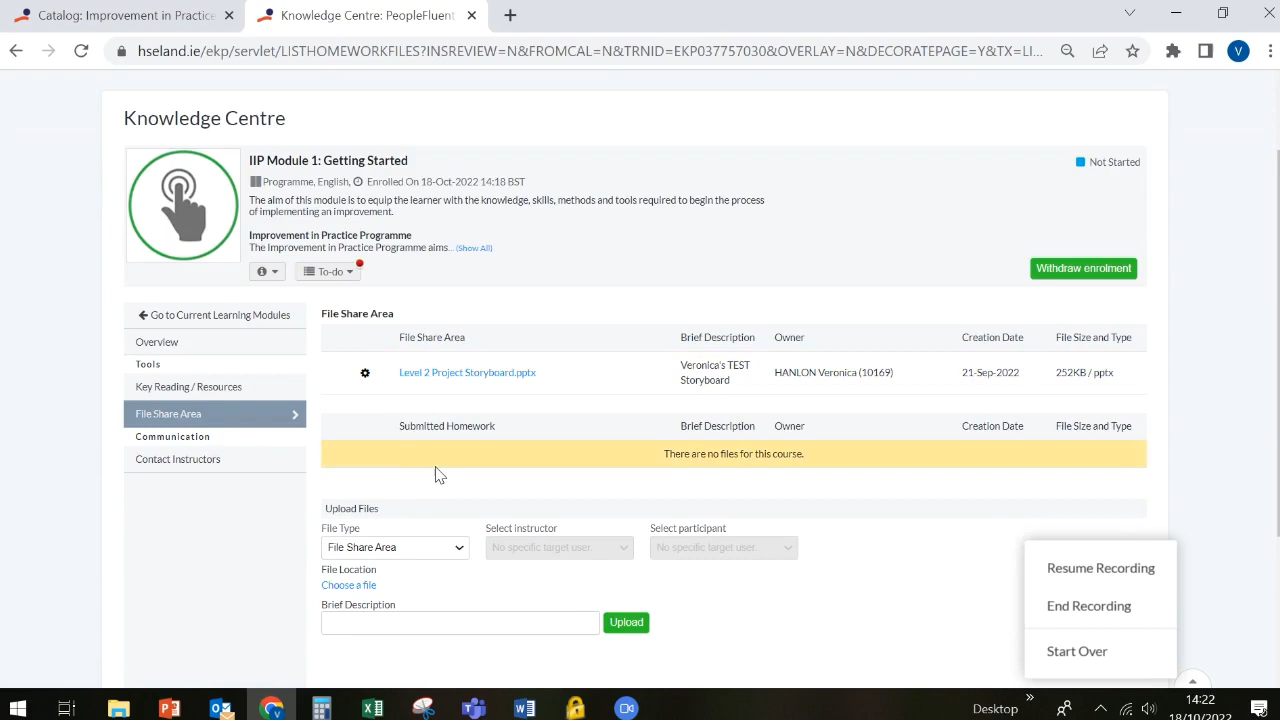 Catalog: Improvement in Practice
Knowledge Centre: PeopleFluent
hseland.ie/ekp/servlet/LISTHOMEWORKFILES?INSREVIEW=N&FROMCAL=N&TRNID=EKP037757030&OVERLAY=N&DECORATEPAGE=Y&TX=LI...
V
Knowledge Centre
IIP Module 1: Getting Started
Not Started
Programme, English, Enrolled On 18-Oct-2022 14:18 BST
The aim of this module is to equip the learner with the knowledge, skills, methods and tools required to begin the process
of implementing an improvement.
Improvement in Practice Programme
The Improvement in Practice Programme aims... (Show All)
To-do
Withdraw enrolment
Go to Current Learning Modules
Overview
Tools
Key Reading / Resources
File Share Area
Communication
Contact Instructors
File Share Area
File Share Area Brief Description Owner Creation Date File Size and Type
Level 2 Project Storyboard.pptx Veronica's TEST Storyboard HANLON Veronica (10169) 21-Sep-2022 252KB / pptx
Submitted Homework Brief Description Owner Creation Date File Size and Type
There are no files for this course.
Upload Files
File Type Select instructor Select participant
File Share Area No specific target user. No specific target user.
File Location
Choose a file
Brief Description
Upload
Resume Recording
End Recording
Start Over
Desktop
14:22
18/10/2022